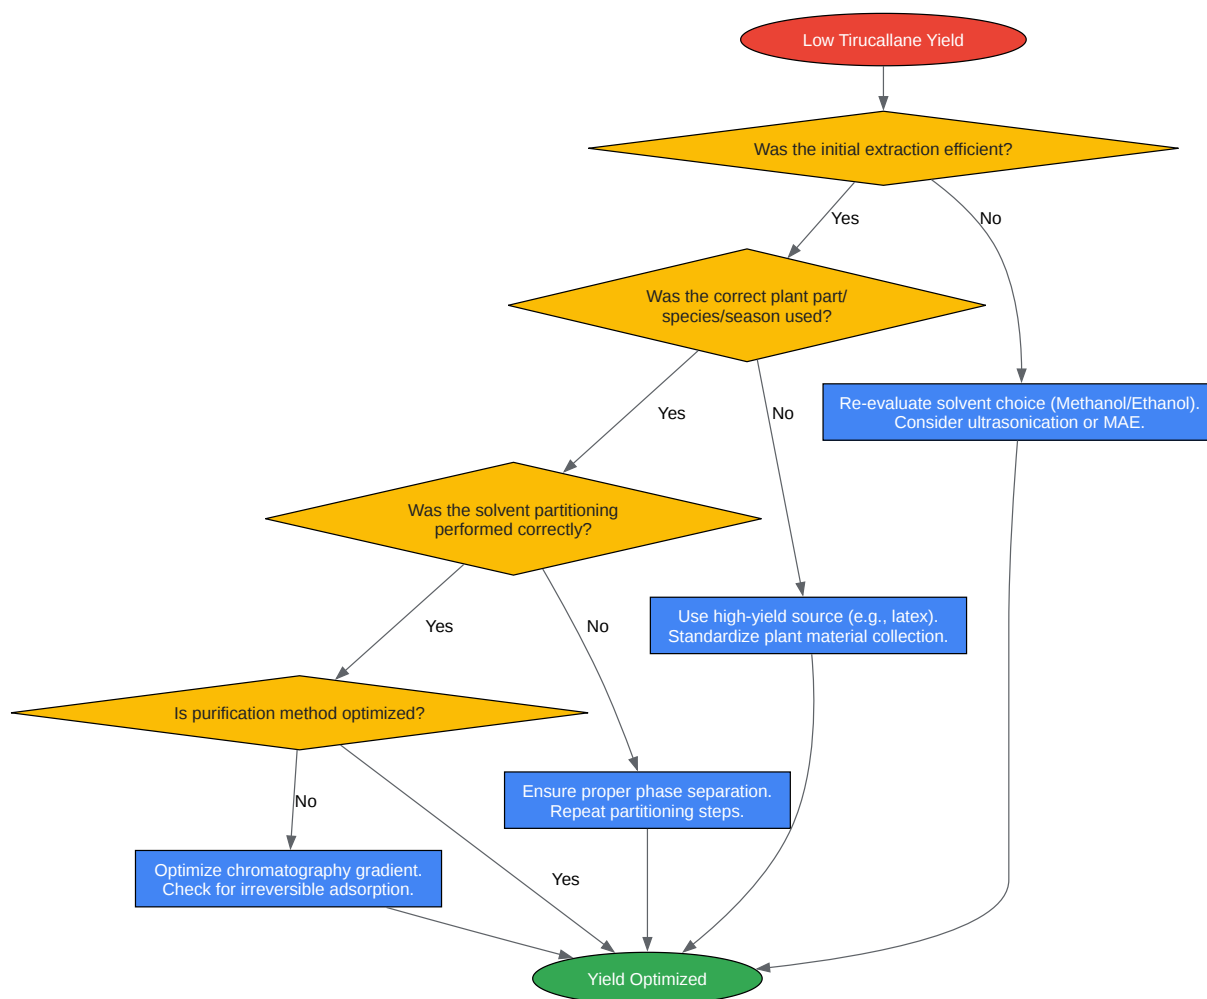 Low Tirucallane Yield
Was the initial extraction efficient?
Yes
No
Was the correct plant part/
species/season used?
Re-evaluate solvent choice (Methanol/Ethanol).
Consider ultrasonication or MAE.
Yes
No
Was the solvent partitioning
performed correctly?
Use high-yield source (e.g., latex).
Standardize plant material collection.
Yes
No
Is purification method optimized?
Ensure proper phase separation.
Repeat partitioning steps.
No
Yes
Optimize chromatography gradient.
Check for irreversible adsorption.
Yield Optimized